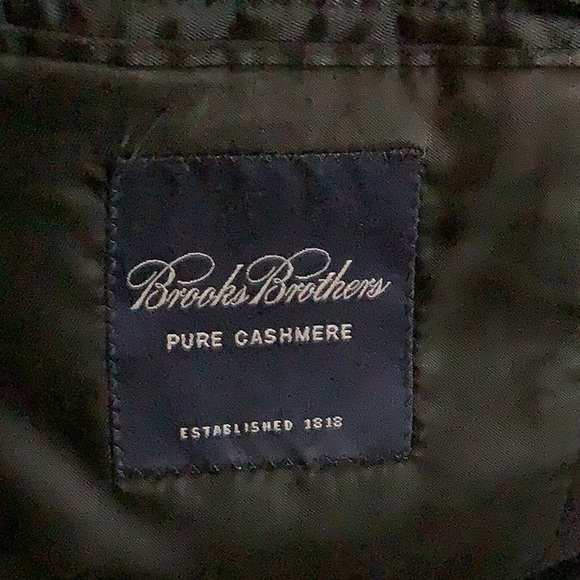 Brooks Brothers
PURE CASHMERE
ESTABLISHED 1818